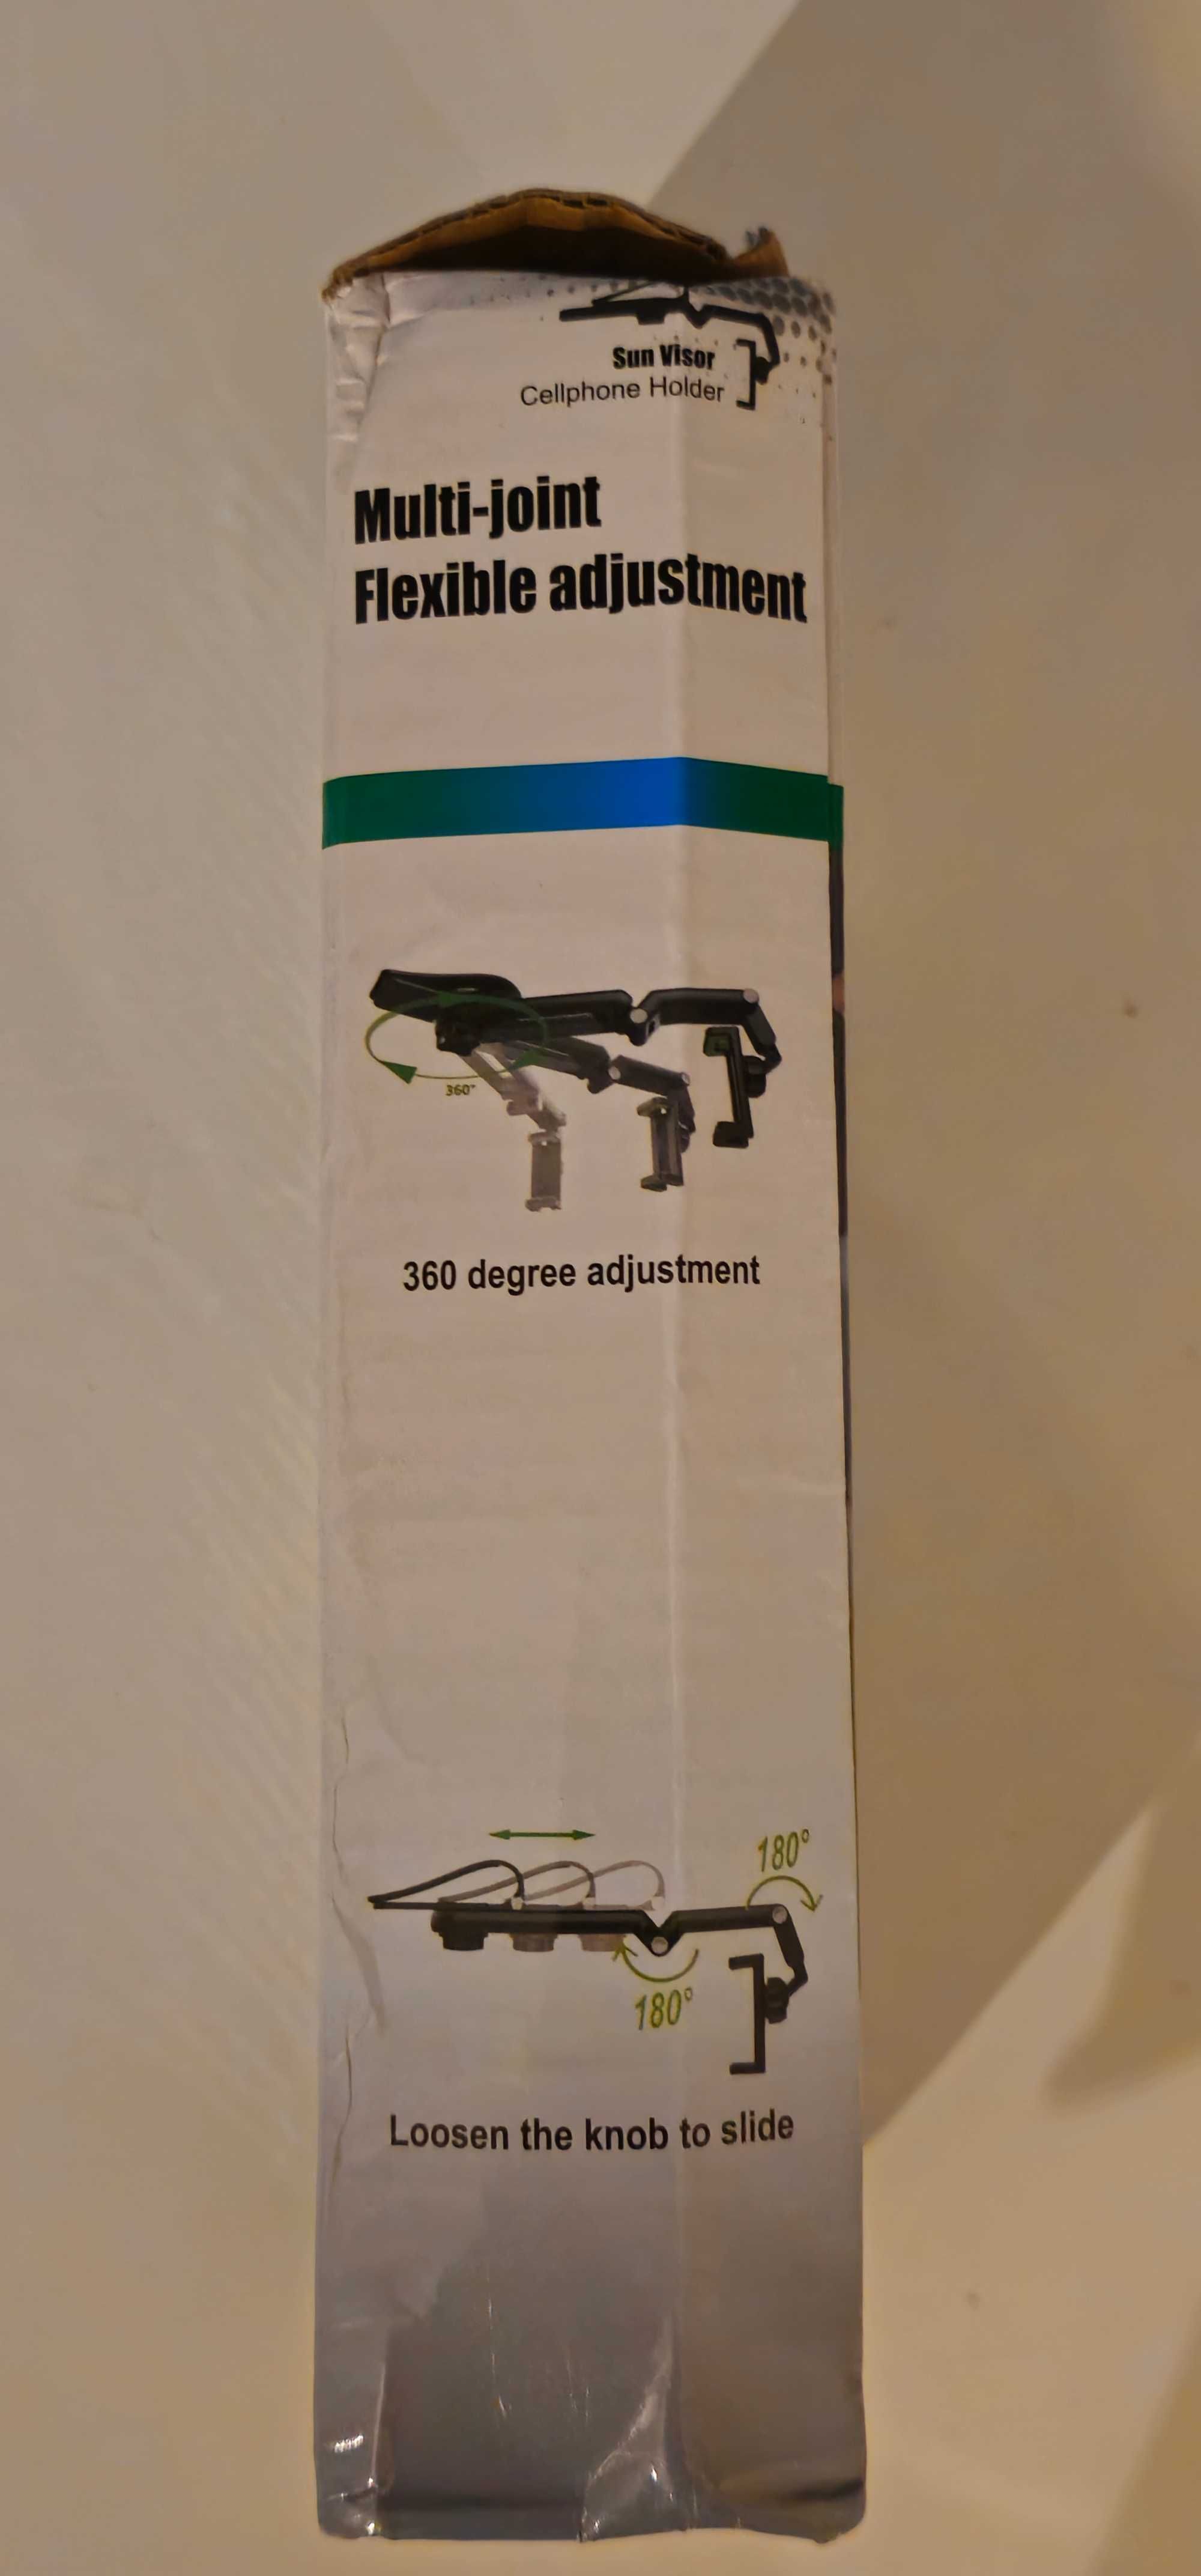 Sun Visor
Cellphone Holder
Multi-joint
Flexible adjustment
360°
360 degree adjustment
180°
180°
Loosen the knob to slide